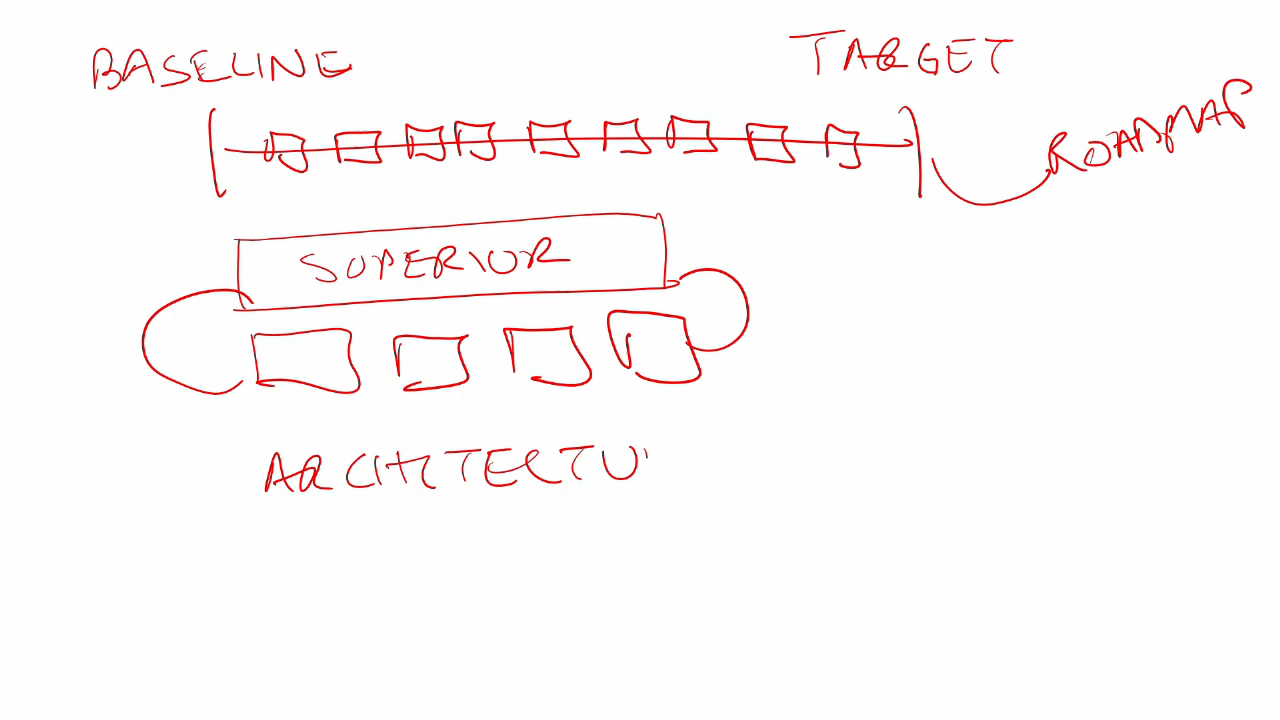 BASELINE
TARGET
ROADMAP
SUPERIOR
ARCHITECTU